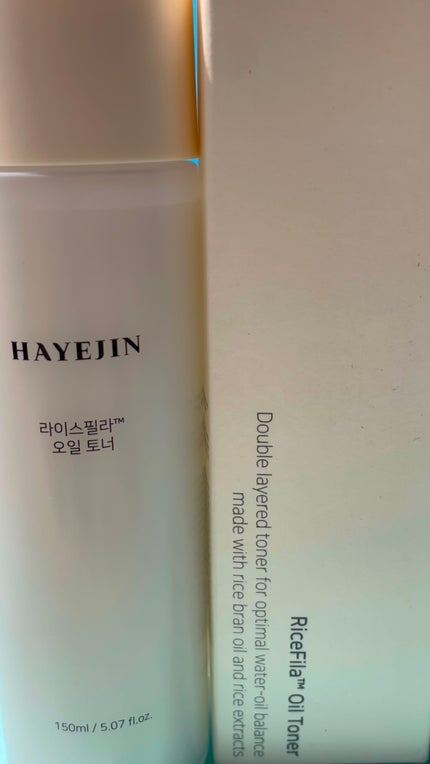 HAYEJIN
라이스필라™
오일 토너
150ml / 5.07 fl.oz.
RiceFila™ Oil Toner
Double layered toner for optimal water-oil balance
made with rice bran oil and rice extracts